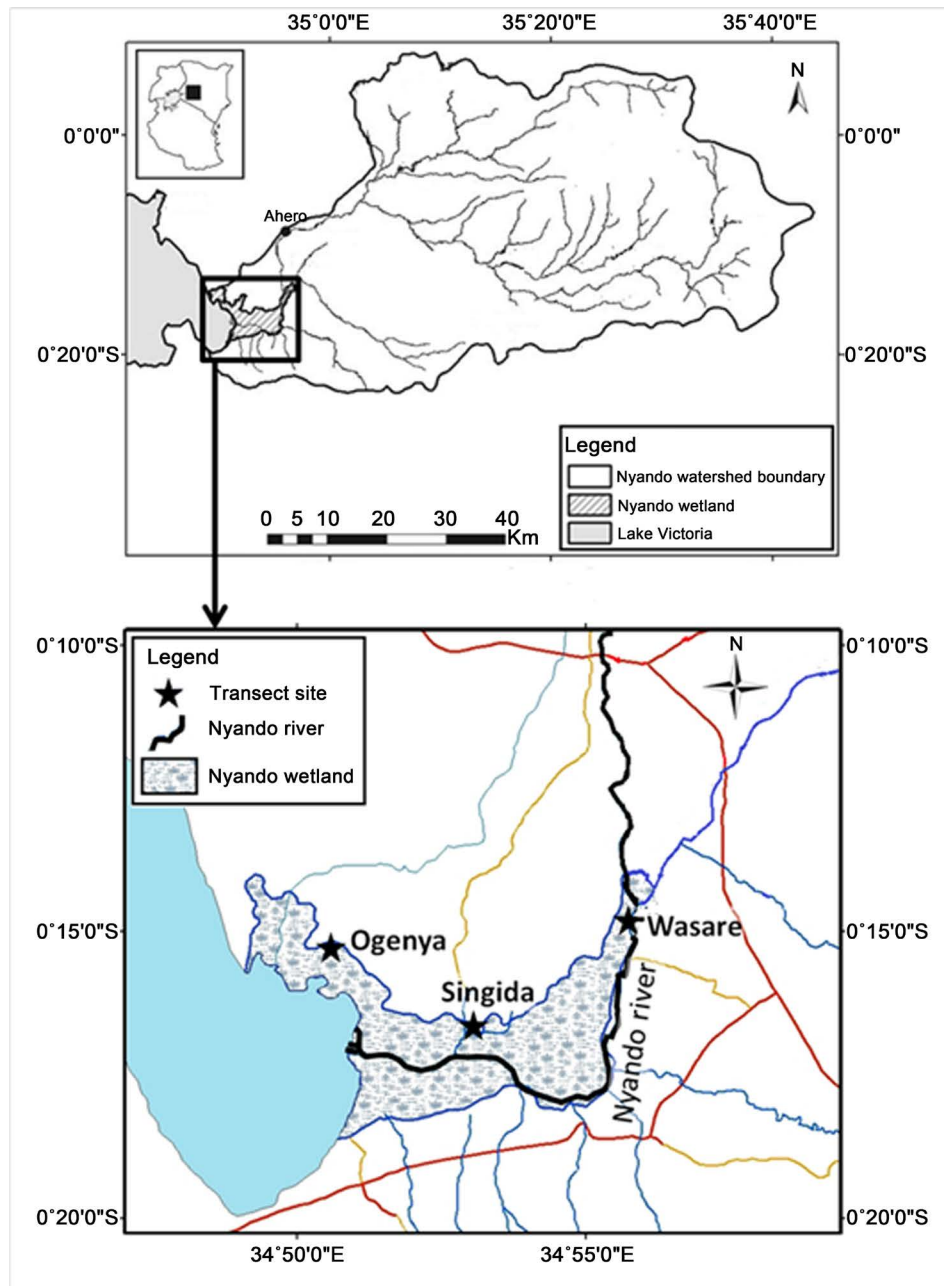 35°0'0"E 35°20'0"E 35°40'0"E
N
0°0'0" 0°0'0"
Ahero
0°20'0"S 0°20'0"S
Legend
Nyando watershed boundary
Nyando wetland
Lake Victoria
0 5 10 20 30 40
Km
0°10'0"S 0°10'0"S
Legend
Transect site
Nyando river
Nyando wetland
N
0°15'0"S 0°15'0"S
Ogenya
Wasare
Singida
Nyando river
0°20'0"S 0°20'0"S
34°50'0"E 34°55'0"E